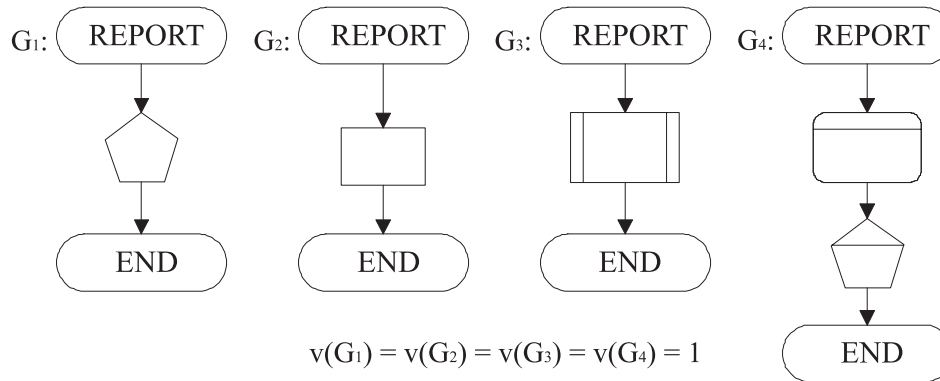 G₁: REPORT G₂: REPORT G₃: REPORT G₄: REPORT
END END END
v(G₁) = v(G₂) = v(G₃) = v(G₄) = 1
END